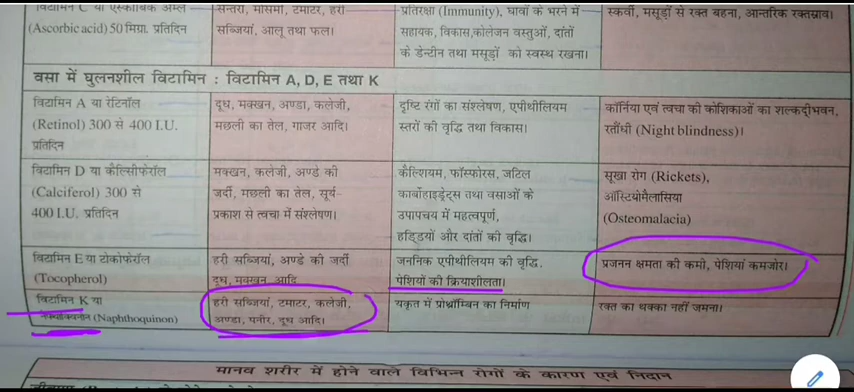 विटामिन C या एस्कार्बिक अम्ल
(Ascorbic acid) 50 मिग्रा. प्रतिदिन
सन्तरा, मौसमी, टमाटर, हरी
सब्जियां, आलू तथा फल।
प्रतिरक्षा (Immunity), घावों के भरने में
सहायक, विकास,कोलेजन वस्तुओं, दांतों
के डेन्टीन तथा मसूड़ों को स्वस्थ रखना।
स्कर्वी, मसूड़ों से रक्त बहना, आन्तरिक रक्तस्राव।
वसा में घुलनशील विटामिन : विटामिन A, D, E तथा K
विटामिन A या रेटिनॉल
(Retinol) 300 से 400 I.U.
प्रतिदिन
दूध, मक्खन, अण्डा, कलेजी,
मछली का तेल, गाजर आदि।
दृष्टि रंगों का संश्लेषण, एपीथीलियम
स्तरों की वृद्धि तथा विकास।
कॉर्निया एवं त्वचा को कोशिकाओं का शल्कदीभवन,
रतौंधी (Night blindness)।
विटामिन D या कैल्सिफेरॉल
(Calciferol) 300 से
400 I.U. प्रतिदिन
मक्खन, कलेजी, अण्डे की
जर्दी, मछली का तेल, सूर्य-
प्रकाश से त्वचा में संश्लेषण।
कैल्शियम, फॉस्फोरस, जटिल
कार्बोहाइड्रेट्स तथा वसाओं के
उपापचय में महत्वपूर्ण,
हड्डियों और दांतों की वृद्धि।
सूखा रोग (Rickets),
ऑस्टियोमैलासिया
(Osteomalacia)
विटामिन E या टोकोफेरॉल
(Tocopherol)
हरी सब्जियां, अण्डे की जर्दी
दूध, मक्खन आदि
जननिक एपीथीलियम की वृद्धि.
पेशियों की क्रियाशीलता।
प्रजनन क्षमता की कमी, पेशियां कमजोर।
विटामिन K या
(Naphthoquinon)
हरी सब्जियां, टमाटर, कलेजी,
अण्डा, पनीर, दूध आदि।
यकृत में प्रोथ्रॉम्बिन का निर्माण
रक्त का थक्का नहीं जमना।
मानव शरीर में होने वाले विभिन्न रोगों के कारण एवं निदान